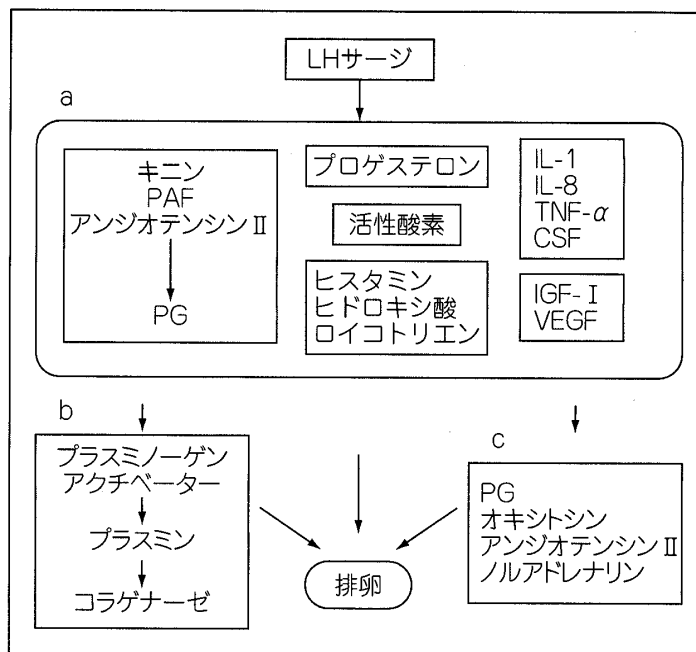 LHサージ
a
キニン
PAF
アンジオテンシンⅡ
PG
プロゲステロン
活性酸素
ヒスタミン
ヒドロキシ酸
ロイコトリエン
IL-1
IL-8
TNF-α
CSF
IGF-Ⅰ
VEGF
b
プラスミノーゲン
アクチベーター
プラスミン
コラゲナーゼ
排卵
c
PG
オキシトシン
アンジオテンシンⅡ
ノルアドレナリン